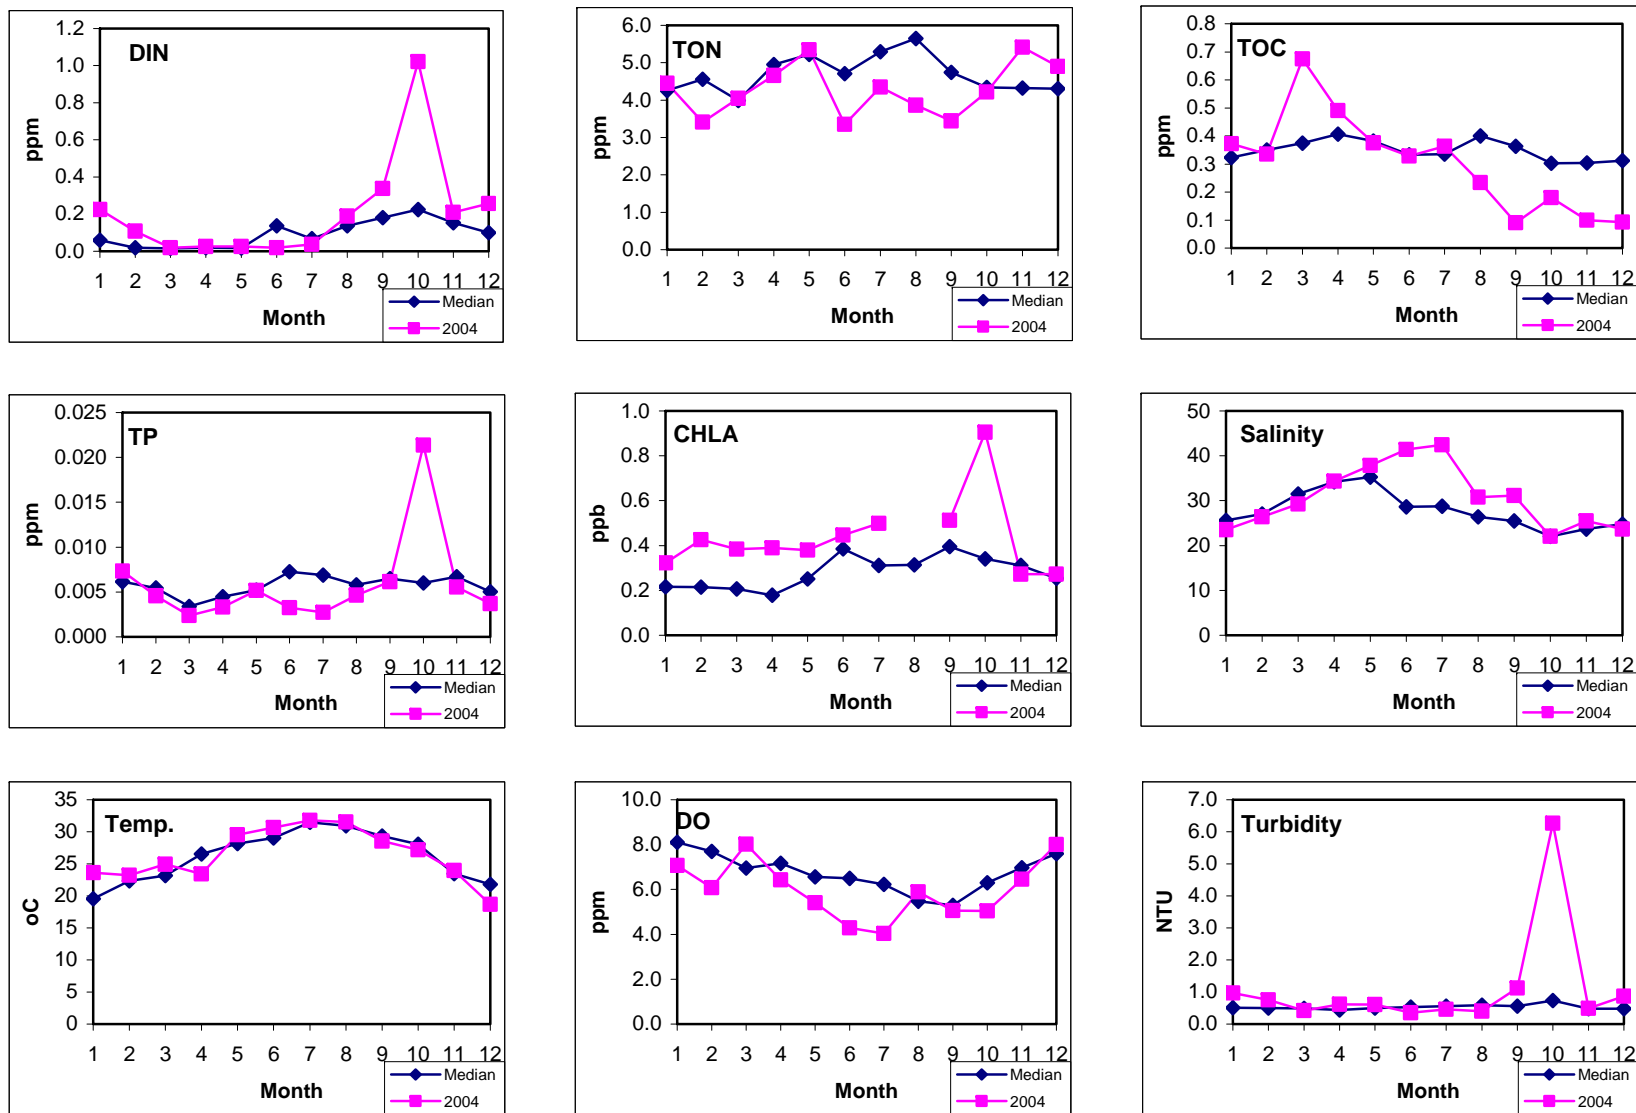 DIN
ppm
1.2
1.0
0.8
0.6
0.4
0.2
0.0
1 2 3 4 5 6 7 8 9 10 11 12
Month
Median
2004
TON
ppm
6.0
5.0
4.0
3.0
2.0
1.0
0.0
1 2 3 4 5 6 7 8 9 10 11 12
Month
Median
2004
TOC
ppm
0.8
0.7
0.6
0.5
0.4
0.3
0.2
0.1
0.0
1 2 3 4 5 6 7 8 9 10 11 12
Month
Median
2004
TP
ppm
0.025
0.020
0.015
0.010
0.005
0.000
1 2 3 4 5 6 7 8 9 10 11 12
Month
Median
2004
CHLA
ppb
1.0
0.8
0.6
0.4
0.2
0.0
1 2 3 4 5 6 7 8 9 10 11 12
Month
Median
2004
Salinity
50
40
30
20
10
0
1 2 3 4 5 6 7 8 9 10 11 12
Month
Median
2004
Temp.
oC
35
30
25
20
15
10
5
0
1 2 3 4 5 6 7 8 9 10 11 12
Month
Median
2004
DO
ppm
10.0
8.0
6.0
4.0
2.0
0.0
1 2 3 4 5 6 7 8 9 10 11 12
Month
Median
2004
Turbidity
NTU
7.0
6.0
5.0
4.0
3.0
2.0
1.0
0.0
1 2 3 4 5 6 7 8 9 10 11 12
Month
Median
2004